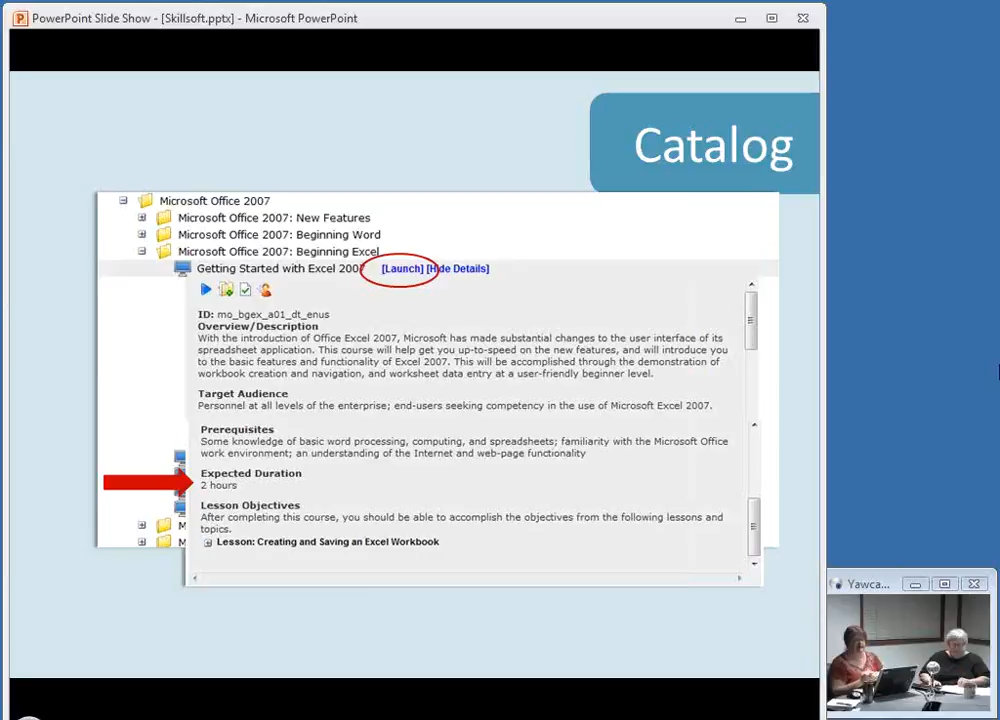 PowerPoint Slide Show - [Skillsoft.pptx] - Microsoft PowerPoint
Catalog
Microsoft Office 2007
Microsoft Office 2007: New Features
Microsoft Office 2007: Beginning Word
Microsoft Office 2007: Beginning Excel
Getting Started with Excel 2007 [Launch] [Hide Details]
ID: mo_bgex_a01_dt_enus
Overview/Description
With the introduction of Office Excel 2007, Microsoft has made substantial changes to the user interface of its
spreadsheet application. This course will help get you up-to-speed on the new features, and will introduce you
to the basic features and functionality of Excel 2007. This will be accomplished through the demonstration of
workbook creation and navigation, and worksheet data entry at a user-friendly beginner level.
Target Audience
Personnel at all levels of the enterprise; end-users seeking competency in the use of Microsoft Excel 2007.
Prerequisites
Some knowledge of basic word processing, computing, and spreadsheets; familiarity with the Microsoft Office
work environment; an understanding of the Internet and web-page functionality
Expected Duration
2 hours
Lesson Objectives
After completing this course, you should be able to accomplish the objectives from the following lessons and
topics.
Lesson: Creating and Saving an Excel Workbook
M
M
Yawca...